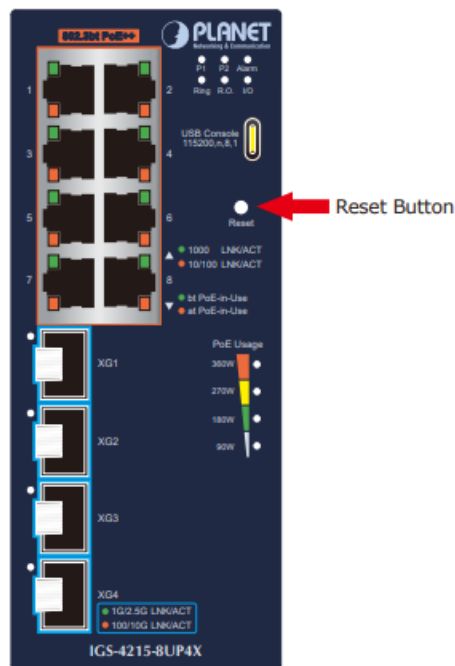 802.3bt PoE++
PLANET
Networking & Communication
P1 P2 Alarm
Ring R.O. I/O
1 2
USB Console
115200,n,8,1
3 4
Reset Button
5 6
Reset
1000 LNK/ACT
10/100 LNK/ACT
7 8
bt PoE-in-Use
at PoE-in-Use
PoE Usage
XG1
360W
270W
180W
XG2
90W
XG3
XG4
1G/2.5G LNK/ACT
100/10G LNK/ACT
IGS-4215-8UP4X